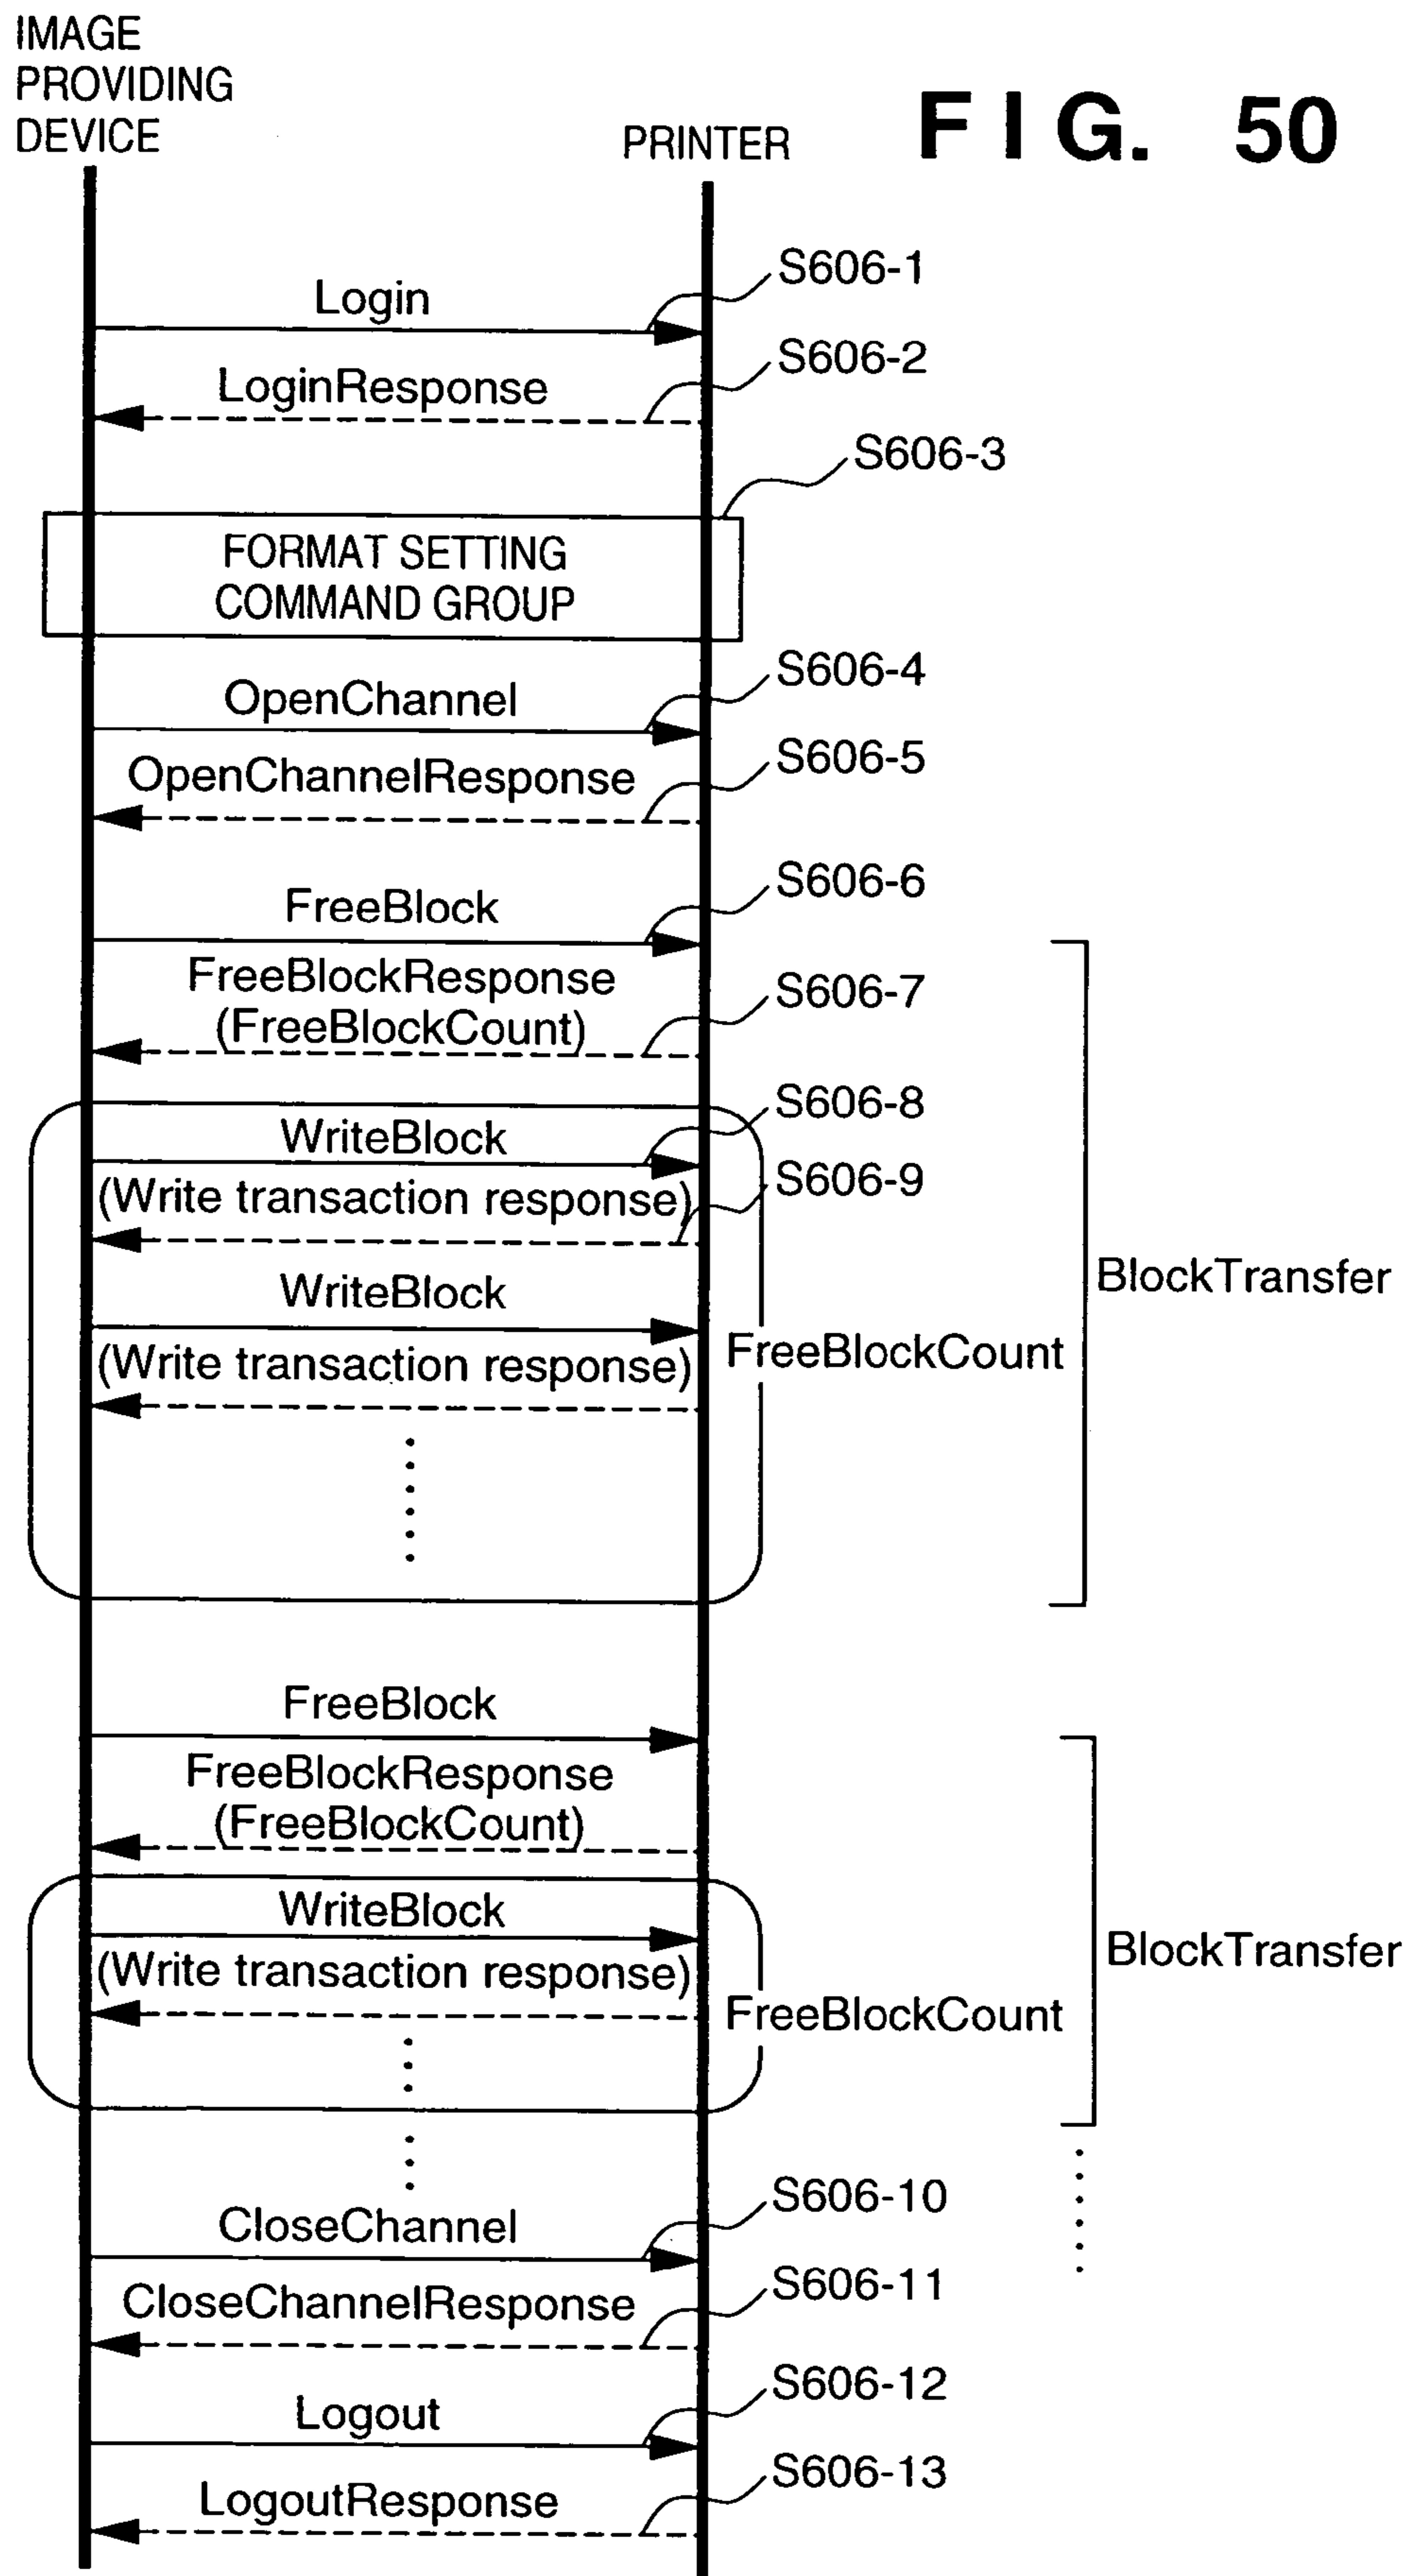 IMAGE
PROVIDING
DEVICE
PRINTER
FIG. 50
Login
S606-1
LoginResponse
S606-2
S606-3
FORMAT SETTING
COMMAND GROUP
OpenChannel
S606-4
OpenChannelResponse
S606-5
FreeBlock
S606-6
FreeBlockResponse
(FreeBlockCount)
S606-7
WriteBlock
S606-8
(Write transaction response)
S606-9
WriteBlock
(Write transaction response)
FreeBlockCount
BlockTransfer
FreeBlock
FreeBlockResponse
(FreeBlockCount)
WriteBlock
(Write transaction response)
FreeBlockCount
BlockTransfer
CloseChannel
S606-10
CloseChannelResponse
S606-11
Logout
S606-12
LogoutResponse
S606-13